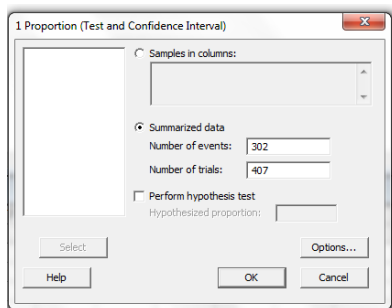 1 Proportion (Test and Confidence Interval)
Samples in columns:
Summarized data
Number of events: 302
Number of trials: 407
Perform hypothesis test
Hypothesized proportion:
Select Options...
Help OK Cancel